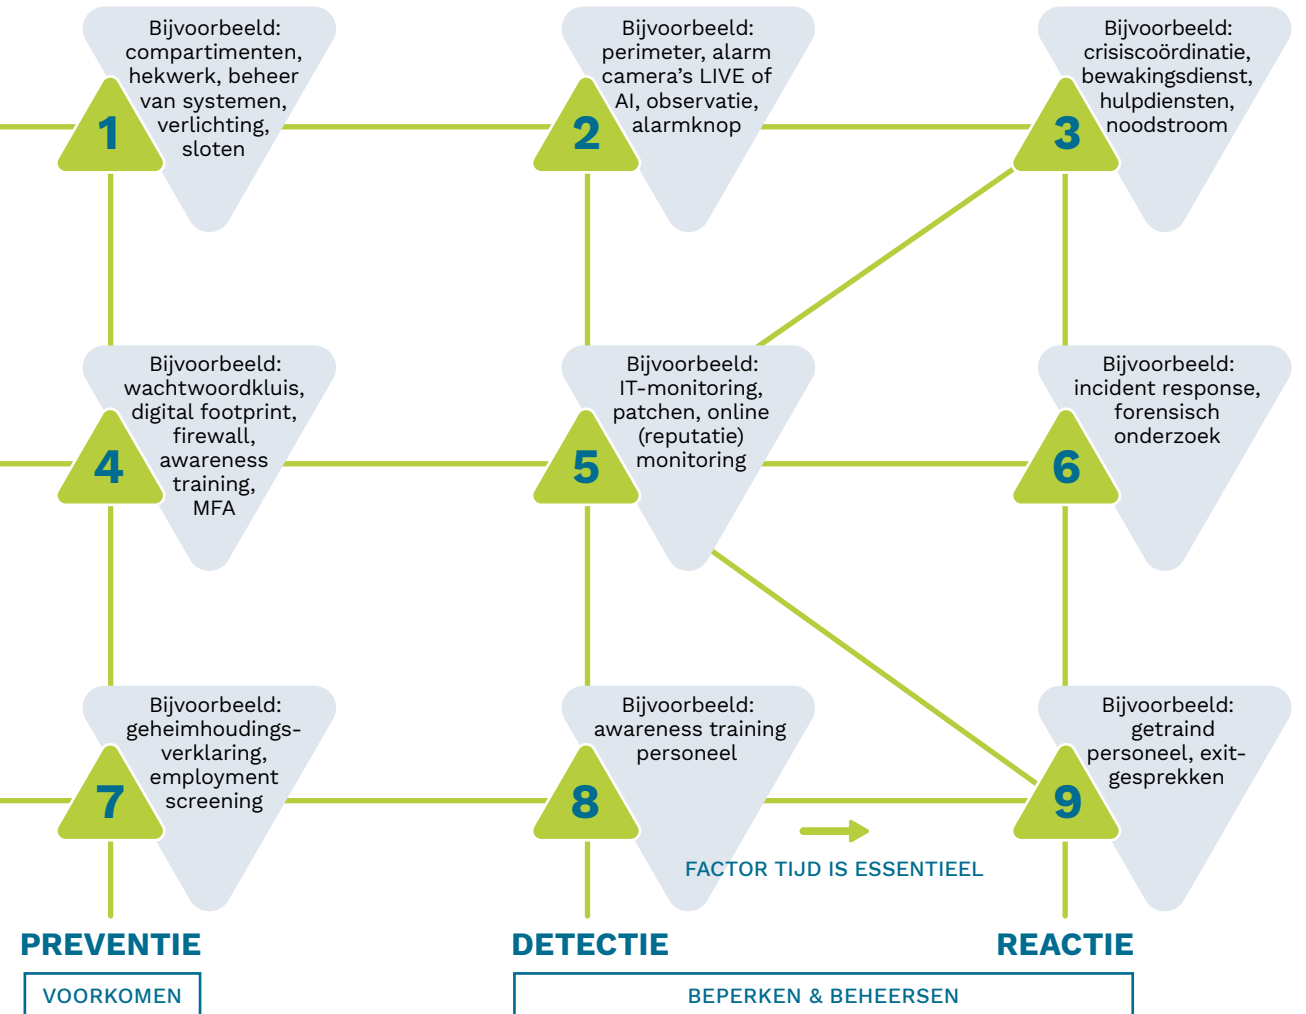 Bijvoorbeeld:
compartimenten,
hekwerk, beheer
van systemen,
verlichting,
sloten
1
Bijvoorbeeld:
perimeter, alarm
camera's LIVE of
AI, observatie,
alarmknop
2
Bijvoorbeeld:
crisiscoördinatie,
bewakingsdienst,
hulpdiensten,
noodstroom
3
Bijvoorbeeld:
wachtwoordkluis,
digital footprint,
firewall,
awareness
training,
MFA
4
Bijvoorbeeld:
IT-monitoring,
patchen, online
(reputatie)
monitoring
5
Bijvoorbeeld:
incident response,
forensisch
onderzoek
6
Bijvoorbeeld:
geheimhoudings-
verklaring,
employment
screening
7
Bijvoorbeeld:
awareness training
personeel
8
Bijvoorbeeld:
getraind
personeel, exit-
gesprekken
9
FACTOR TIJD IS ESSENTIEEL
PREVENTIE
DETECTIE
REACTIE
VOORKOMEN
BEPERKEN & BEHEERSEN